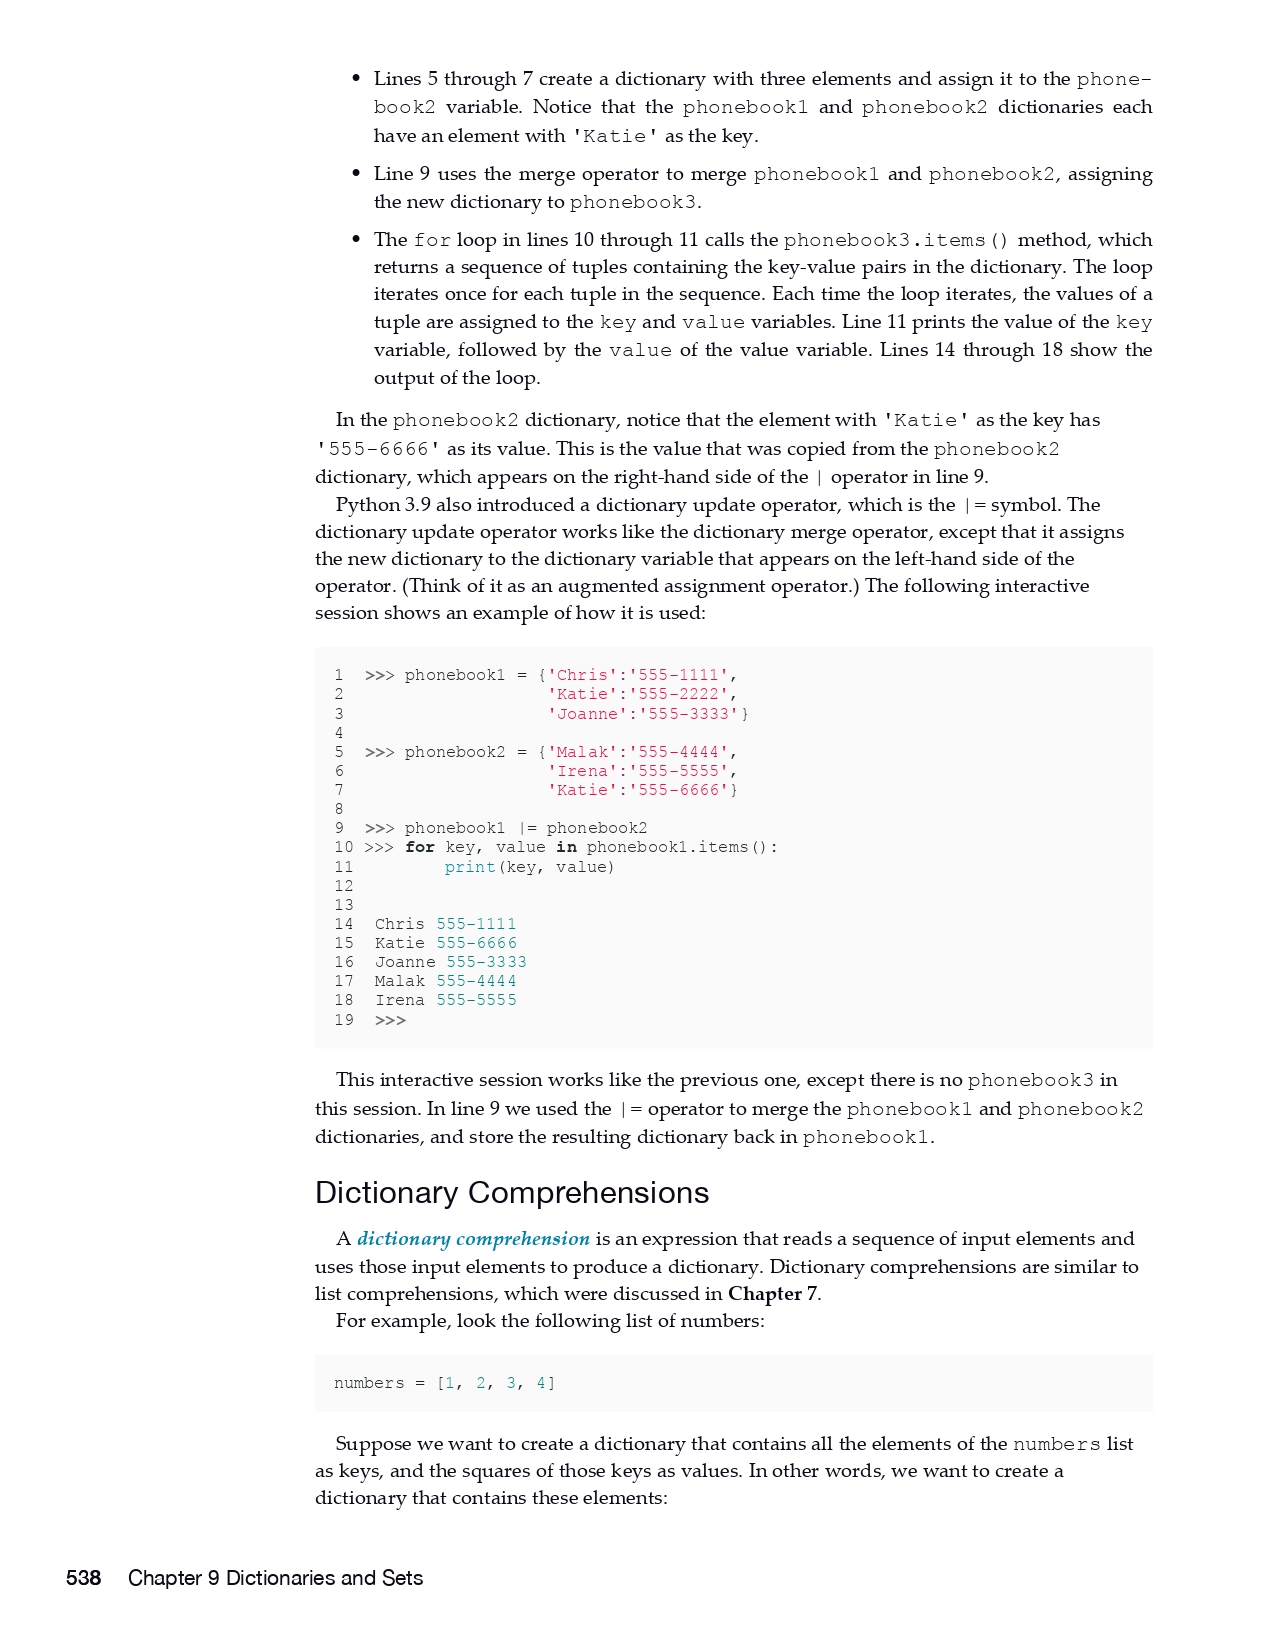 • Lines 5 through 7 create a dictionary with three elements and assign it to the phone-
book2 variable. Notice that the phonebook1 and phonebook2 dictionaries each
have an element with 'Katie' as the key.
• Line 9 uses the merge operator to merge phonebook1 and phonebook2, assigning
the new dictionary to phonebook3.
• The for loop in lines 10 through 11 calls the phonebook3.items() method, which
returns a sequence of tuples containing the key-value pairs in the dictionary. The loop
iterates once for each tuple in the sequence. Each time the loop iterates, the values of a
tuple are assigned to the key and value variables. Line 11 prints the value of the key
variable, followed by the value of the value variable. Lines 14 through 18 show the
output of the loop.
In the phonebook2 dictionary, notice that the element with 'Katie' as the key has
'555-6666' as its value. This is the value that was copied from the phonebook2
dictionary, which appears on the right-hand side of the | operator in line 9.
Python 3.9 also introduced a dictionary update operator, which is the |= symbol. The
dictionary update operator works like the dictionary merge operator, except that it assigns
the new dictionary to the dictionary variable that appears on the left-hand side of the
operator. (Think of it as an augmented assignment operator.) The following interactive
session shows an example of how it is used:
1 >>> phonebook1 = {'Chris':'555-1111',
2 'Katie':'555-2222',
3 'Joanne':'555-3333'}
4
5 >>> phonebook2 = {'Malak':'555-4444',
6 'Irena':'555-5555',
7 'Katie':'555-6666'}
8
9 >>> phonebook1 |= phonebook2
10 >>> for key, value in phonebook1.items():
11 print(key, value)
12
13
14 Chris 555-1111
15 Katie 555-6666
16 Joanne 555-3333
17 Malak 555-4444
18 Irena 555-5555
19 >>>
This interactive session works like the previous one, except there is no phonebook3 in
this session. In line 9 we used the |= operator to merge the phonebook1 and phonebook2
dictionaries, and store the resulting dictionary back in phonebook1.
Dictionary Comprehensions
A dictionary comprehension is an expression that reads a sequence of input elements and
uses those input elements to produce a dictionary. Dictionary comprehensions are similar to
list comprehensions, which were discussed in Chapter 7.
For example, look the following list of numbers:
numbers = [1, 2, 3, 4]
Suppose we want to create a dictionary that contains all the elements of the numbers list
as keys, and the squares of those keys as values. In other words, we want to create a
dictionary that contains these elements:
538 Chapter 9 Dictionaries and Sets